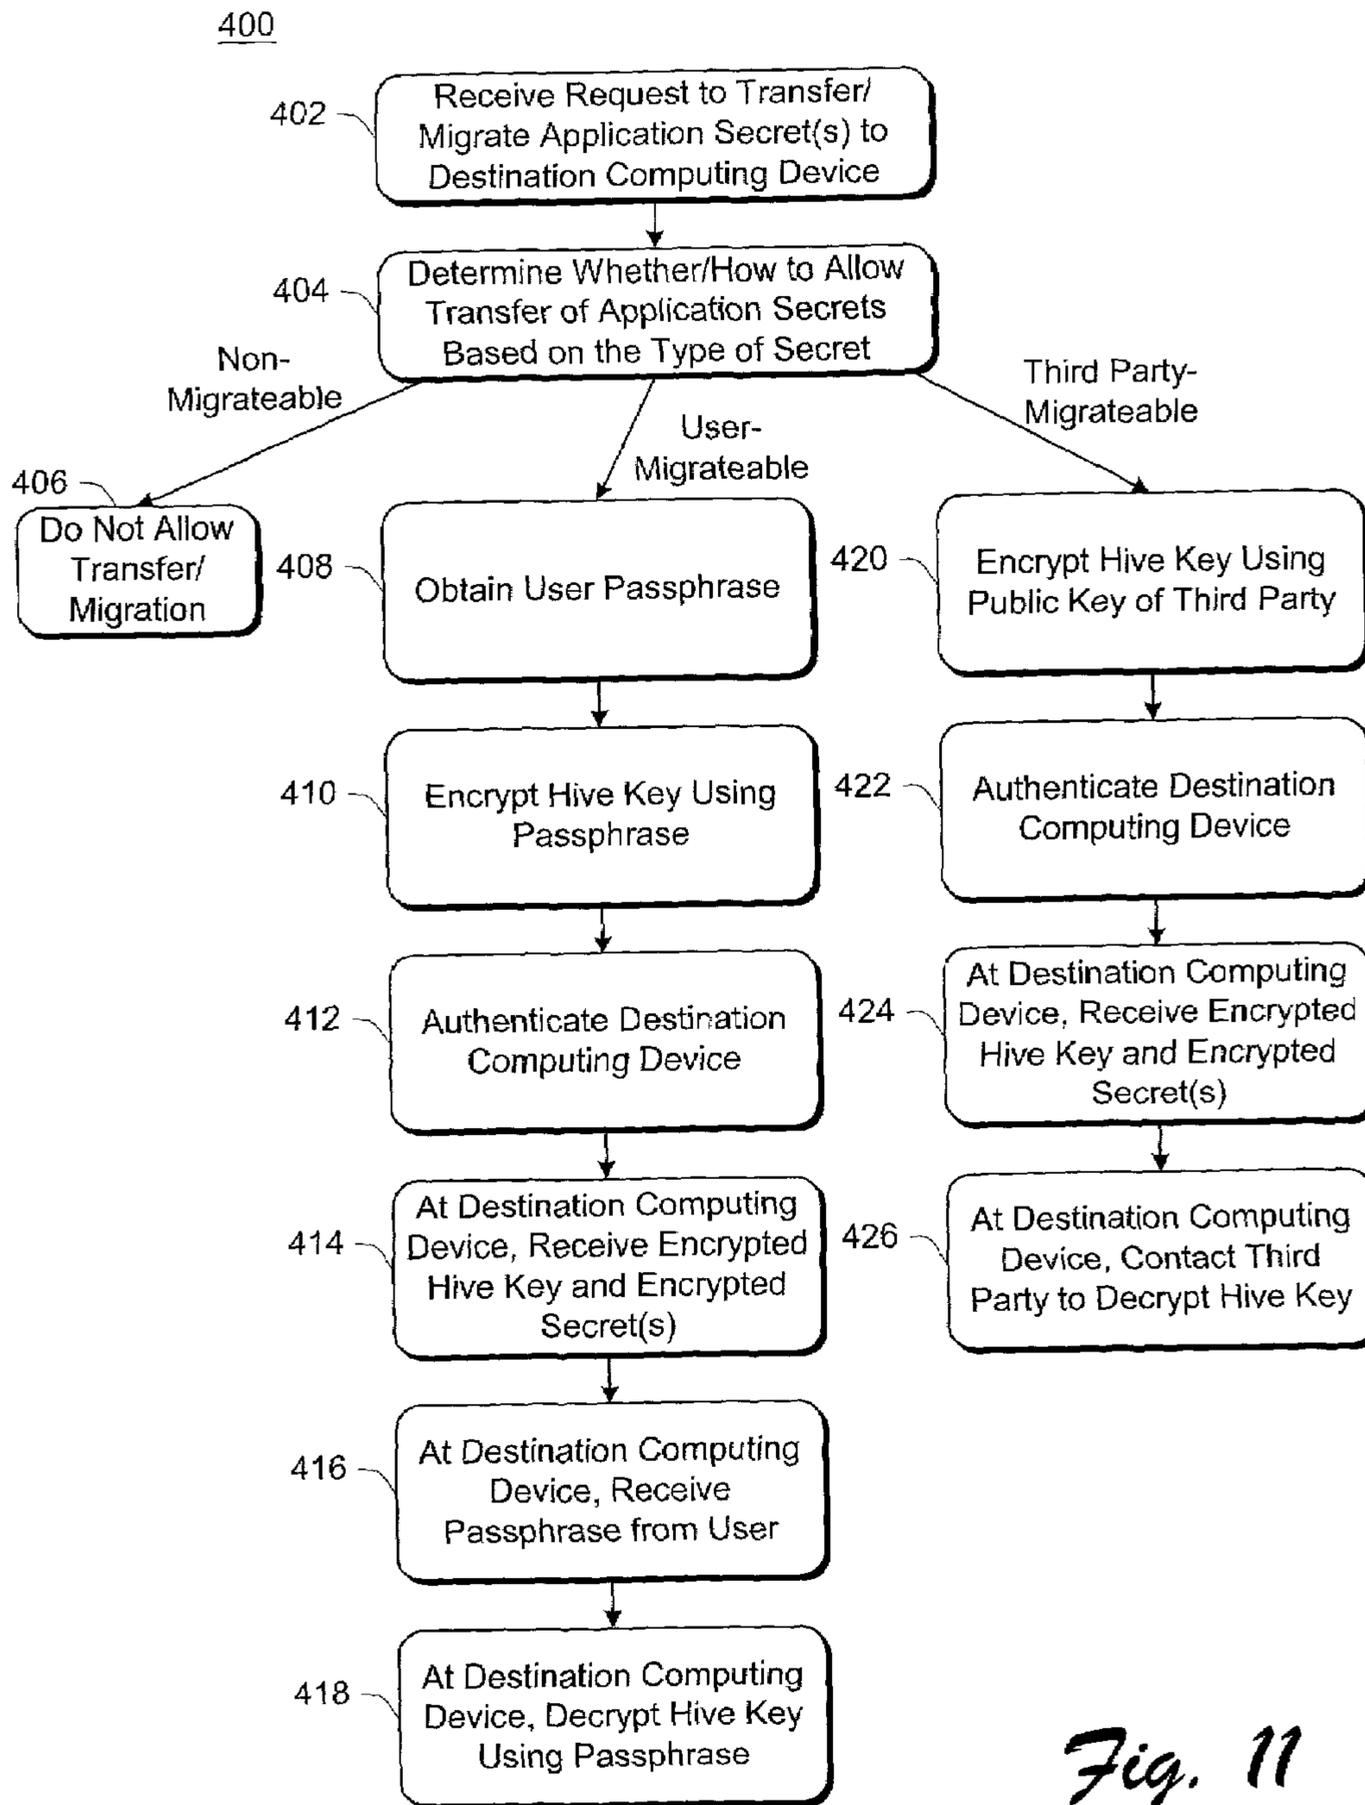 400
402
Receive Request to Transfer/
Migrate Application Secret(s) to
Destination Computing Device
404
Determine Whether/How to Allow
Transfer of Application Secrets
Based on the Type of Secret
Non-
Migrateable
User-
Migrateable
Third Party-
Migrateable
406
Do Not Allow
Transfer/
Migration
408
Obtain User Passphrase
410
Encrypt Hive Key Using
Passphrase
412
Authenticate Destination
Computing Device
414
At Destination Computing
Device, Receive Encrypted
Hive Key and Encrypted
Secret(s)
416
At Destination Computing
Device, Receive
Passphrase from User
418
At Destination Computing
Device, Decrypt Hive Key
Using Passphrase
420
Encrypt Hive Key Using
Public Key of Third Party
422
Authenticate Destination
Computing Device
424
At Destination Computing
Device, Receive Encrypted
Hive Key and Encrypted
Secret(s)
426
At Destination Computing
Device, Contact Third
Party to Decrypt Hive Key
Fig. 11